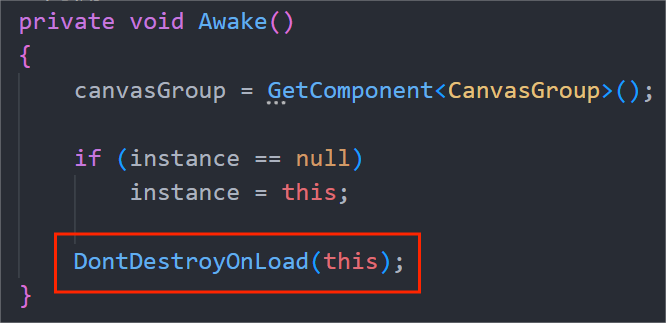 private void Awake()
{
canvasGroup = GetComponent<CanvasGroup>();
if (instance == null)
instance = this;
DontDestroyOnLoad(this);
}